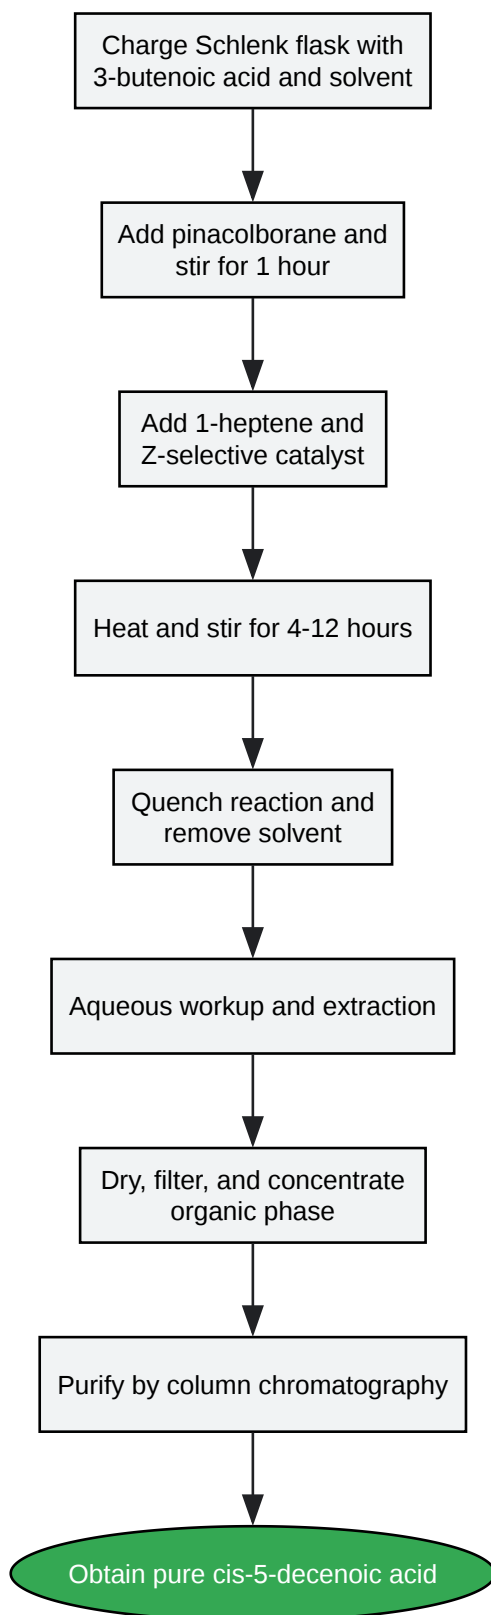 Charge Schlenk flask with
3-butenoic acid and solvent
Add pinacolborane and
stir for 1 hour
Add 1-heptene and
Z-selective catalyst
Heat and stir for 4-12 hours
Quench reaction and
remove solvent
Aqueous workup and extraction
Dry, filter, and concentrate
organic phase
Purify by column chromatography
Obtain pure cis-5-decenoic acid